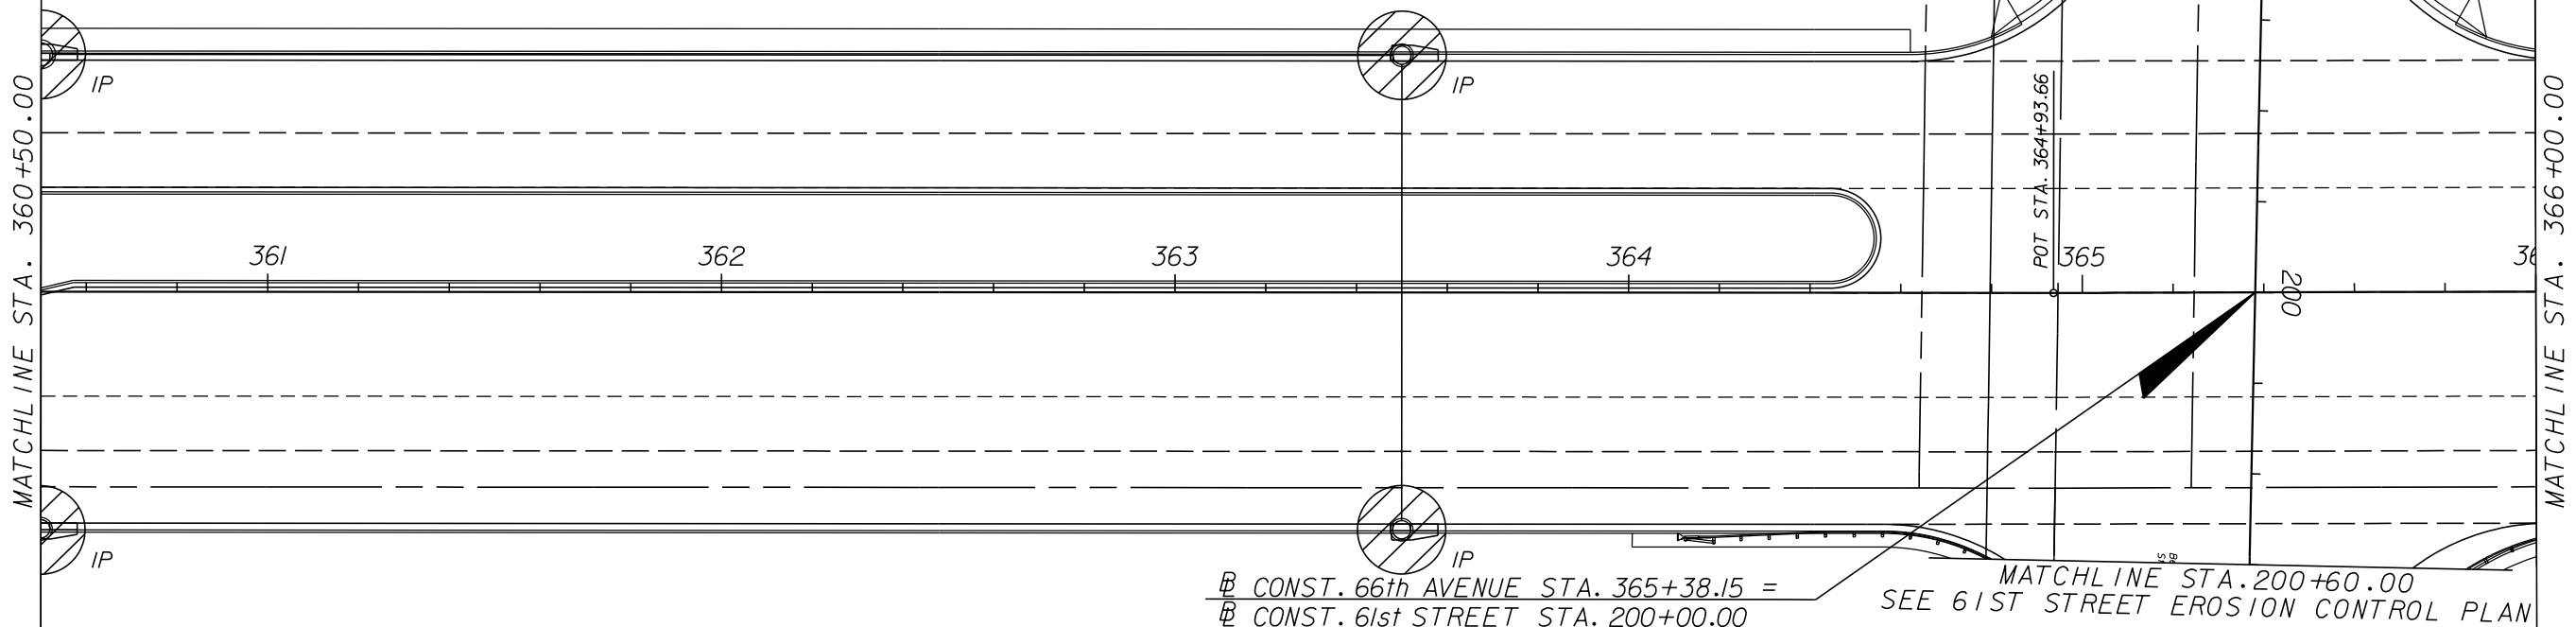 MATCHLINE STA. 360+50.00
IP
IP
POT STA. 364+93.66
MATCHLINE STA. 366+00.00
361
362
363
364
365
200
IP
IP
CONST. 66th AVENUE STA. 365+38.15 =
CONST. 61st STREET STA. 200+00.00
MATCHLINE STA.200+60.00
SEE 61ST STREET EROSION CONTROL PLAN